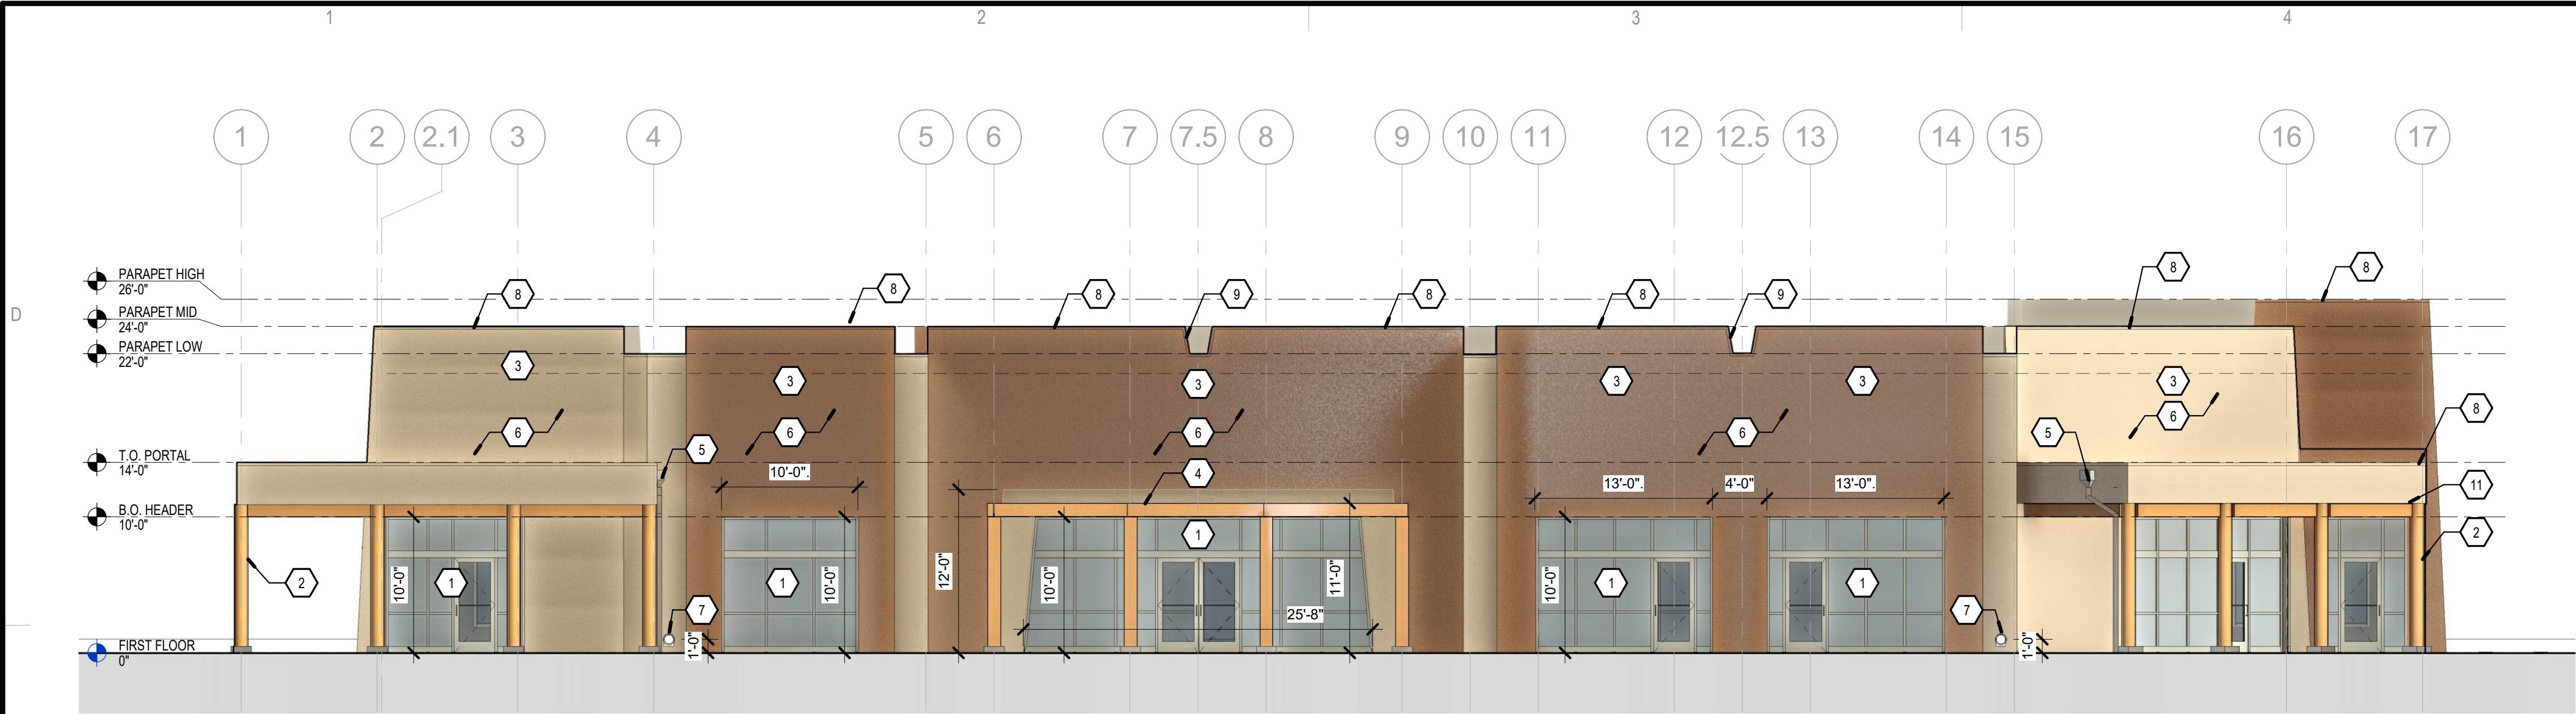 1 2 3 4
1 2 2.1 3 4 5 6 7 7.5 8 9 10 11 12 12.5 13 14 15 16 17
8 8
PARAPET HIGH
26'-0"
8 8 8 9 8 8 9
D
PARAPET MID
24'-0"
PARAPET LOW
22'-0"
3 3 3 3 3 3
8
6 6 6 6 6
5 5
T.O. PORTAL
14'-0"
10'-0". 4 13'-0". 4'-0" 13'-0". 11
B.O. HEADER
10'-0"
1 2
2 10'-0" 1 1 10'-0" 12'-0" 10'-0" 11'-0" 10'-0" 1 1
7 25'-8" 7
FIRST FLOOR
0"
1'-0" 1'-0"